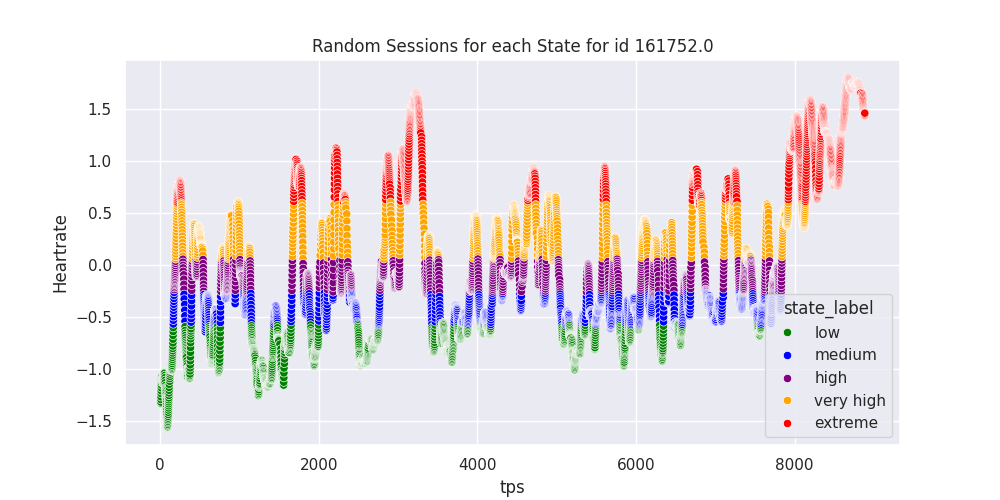 Random Sessions for each State for id 161752.0
Heartrate
1.5
1.0
0.5
0.0
−0.5
−1.0
−1.5
0
2000
4000
6000
8000
tps
state_label
low
medium
high
very high
extreme